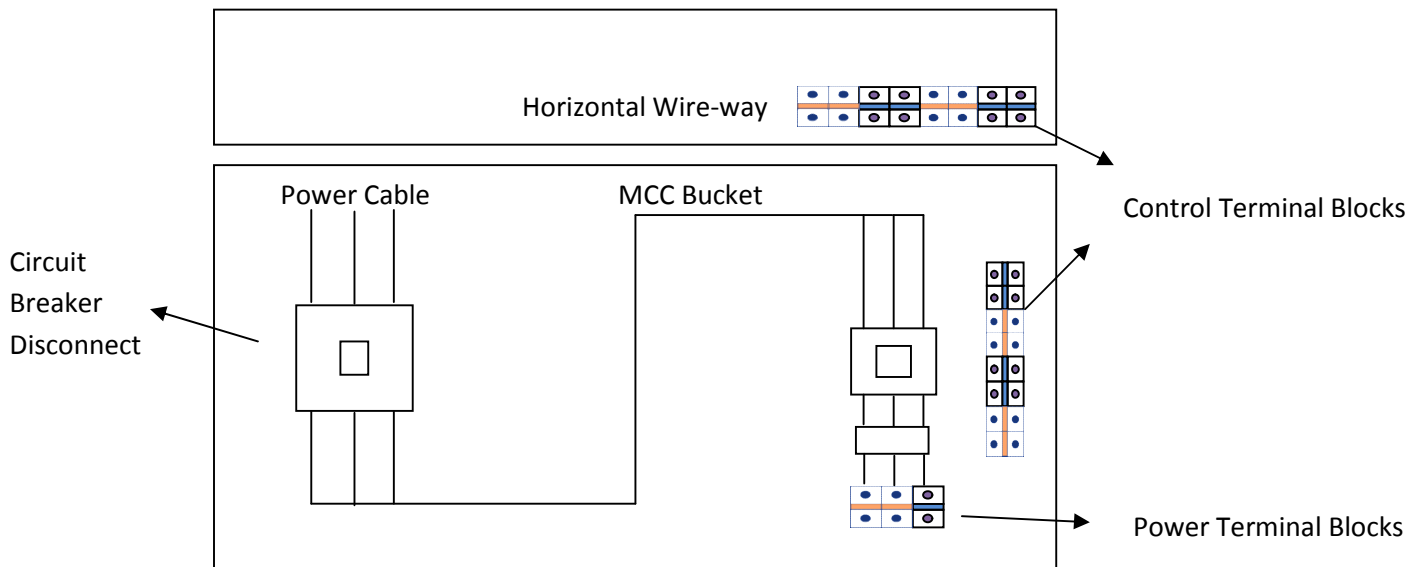 Horizontal Wire-way
Power Cable
MCC Bucket
Control Terminal Blocks
Circuit
Breaker
Disconnect
Power Terminal Blocks